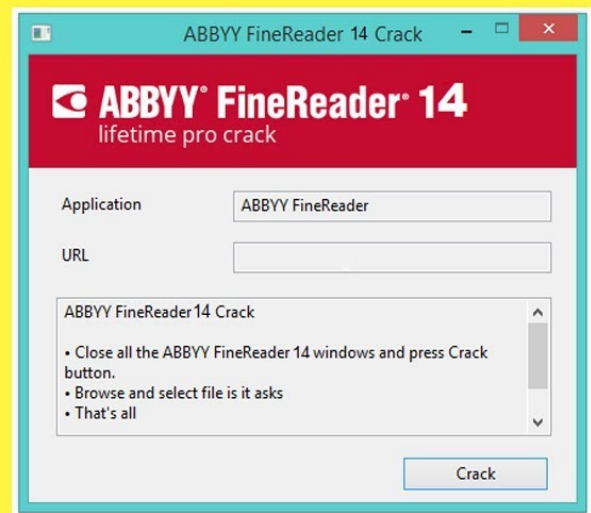 ABBYY FineReader 14 Crack
ABBYY® FineReader® 14
lifetime pro crack
Application
ABBYY FineReader
URL
ABBYY FineReader 14 Crack
• Close all the ABBYY FineReader 14 windows and press Crack
button.
• Browse and select file is it asks
• That's all
Crack